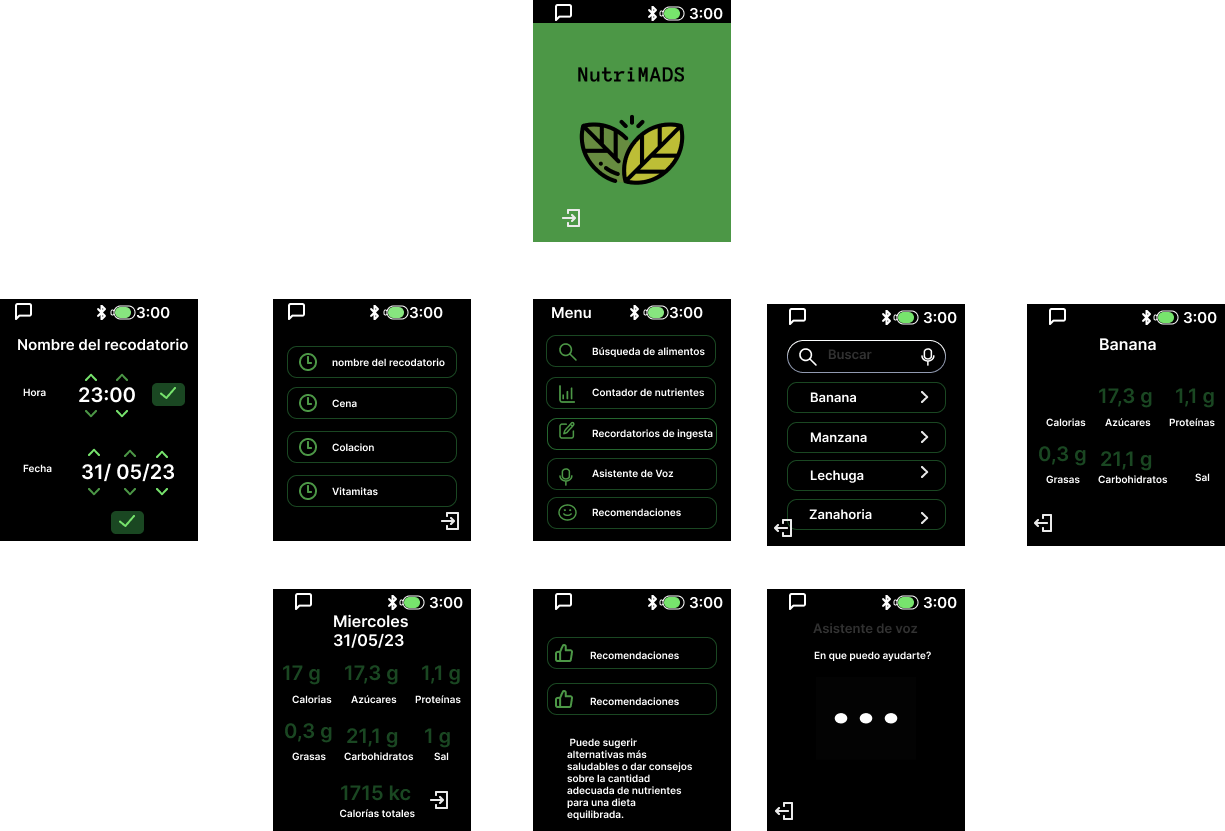 3:00
NutriMADS
3:00
Nombre del recodatorio
Hora
23:00
Fecha
31/ 05/23
3:00
nombre del recodatorio
Cena
Colacion
Vitamitas
Menu
3:00
Búsqueda de alimentos
Contador de nutrientes
Recordatorios de ingesta
Asistente de Voz
Recomendaciones
3:00
Buscar
Banana
Manzana
Lechuga
Zanahoria
3:00
Banana
17,3 g 1,1 g
Calorias Azúcares Proteínas
0,3 g 21,1 g
Grasas Carbohidratos Sal
3:00
Miercoles
31/05/23
17 g 17,3 g 1,1 g
Calorias Azúcares Proteínas
0,3 g 21,1 g 1 g
Grasas Carbohidratos Sal
1715 kc
Calorías totales
3:00
Recomendaciones
Recomendaciones
Puede sugerir
alternativas más
saludables o dar consejos
sobre la cantidad
adecuada de nutrientes
para una dieta
equilibrada.
3:00
Asistente de voz
En que puedo ayudarte?